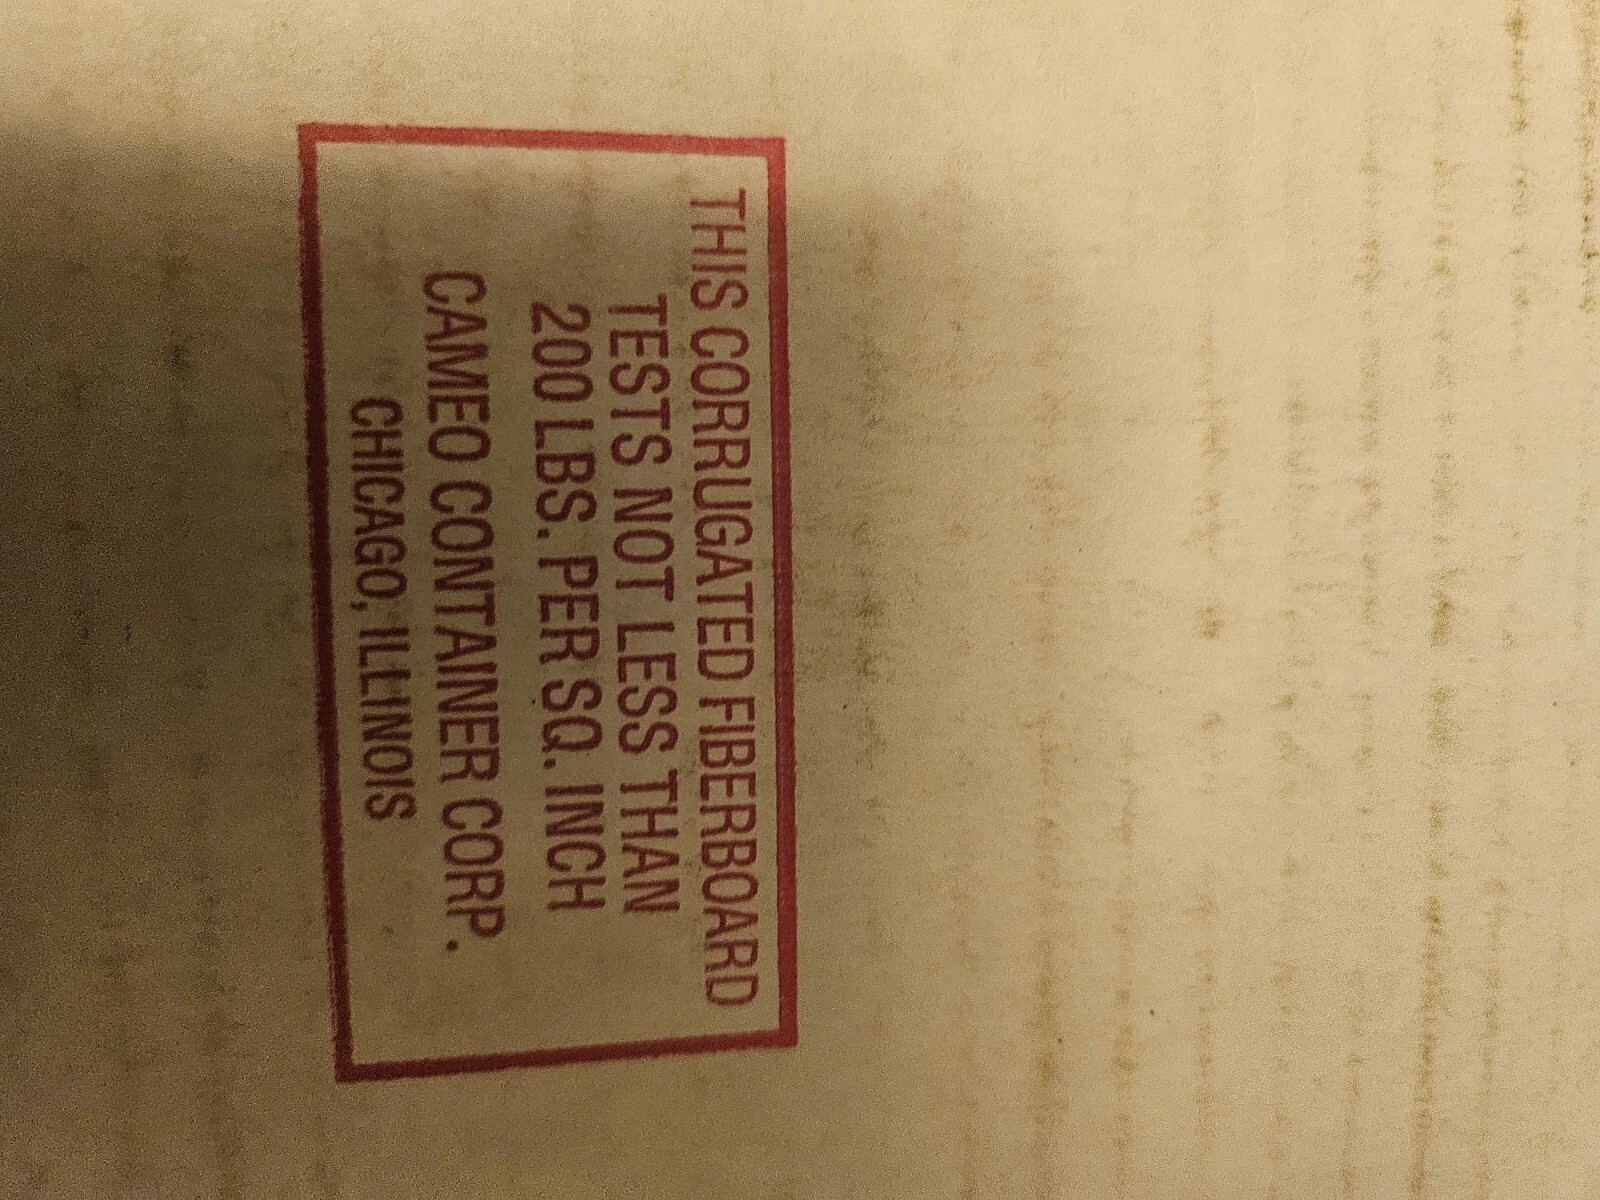 THIS CORRUGATED FIBERBOARD
TESTS NOT LESS THAN
200 LBS. PER SQ. INCH
CAMEO CONTAINER CORP.
CHICAGO, ILLINOIS